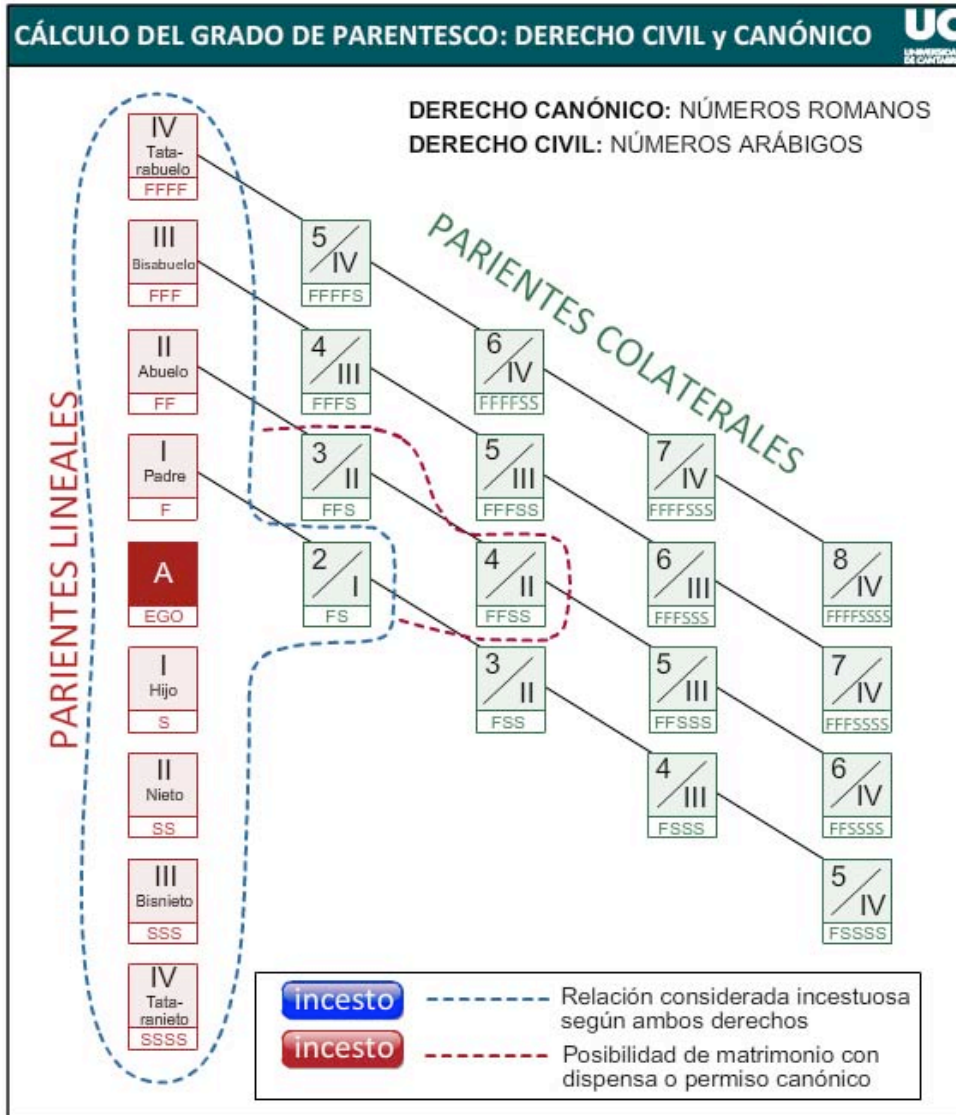 CÁLCULO DEL GRADO DE PARENTESCO: DERECHO CIVIL y CANÓNICO
UC
UNIVERSIDAD
DE CANTABRIA
DERECHO CANÓNICO: NÚMEROS ROMANOS
DERECHO CIVIL: NÚMEROS ARÁBIGOS
PARIENTES LINEALES
PARIENTES COLATERALES
IV
Tata-
rabuelo
FFFF
III
Bisabuelo
FFF
5/IV
FFFFS
II
Abuelo
FF
4/III
FFFS
6/IV
FFFFSS
I
Padre
F
3/II
FFS
5/III
FFFSS
7/IV
FFFFSSS
A
EGO
2/I
FS
4/II
FFSS
6/III
FFFSSS
8/IV
FFFFSSSS
I
Hijo
S
3/II
FSS
5/III
FFSSS
7/IV
FFFSSSS
II
Nieto
SS
4/III
FSSS
6/IV
FFSSSS
III
Bisnieto
SSS
5/IV
FSSSS
IV
Tata-
ranieto
SSSS
incesto
Relación considerada incestuosa
según ambos derechos
incesto
Posibilidad de matrimonio con
dispensa o permiso canónico